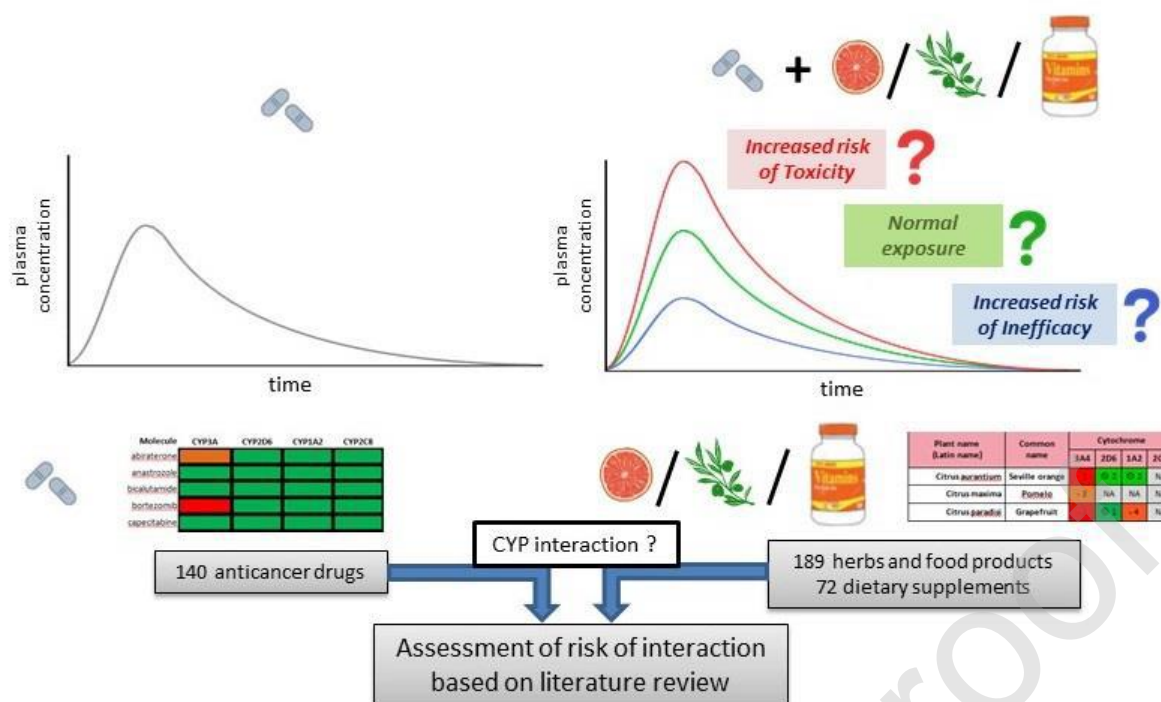 Vitamins
Increased risk
of Toxicity
?
Normal
exposure
?
Increased risk
of Inefficacy
?
plasma
concentration
time
plasma
concentration
time
+
/
/
Molecule CYP3A CYP2D6 CYP1A2 CYP2C8
abiraterone
anastrozole
bicalutamide
bortezomib
capecitabine
/
/
Vitamins
Plant name
(Latin name)
Common
name
Cytochrome
3A4 2D6 1A2
Citrus aurantium Seville orange
Citrus maxima Pomelo NA NA
Citrus paradisi Grapefruit - 4
CYP interaction ?
140 anticancer drugs
189 herbs and food products
72 dietary supplements
Assessment of risk of interaction
based on literature review